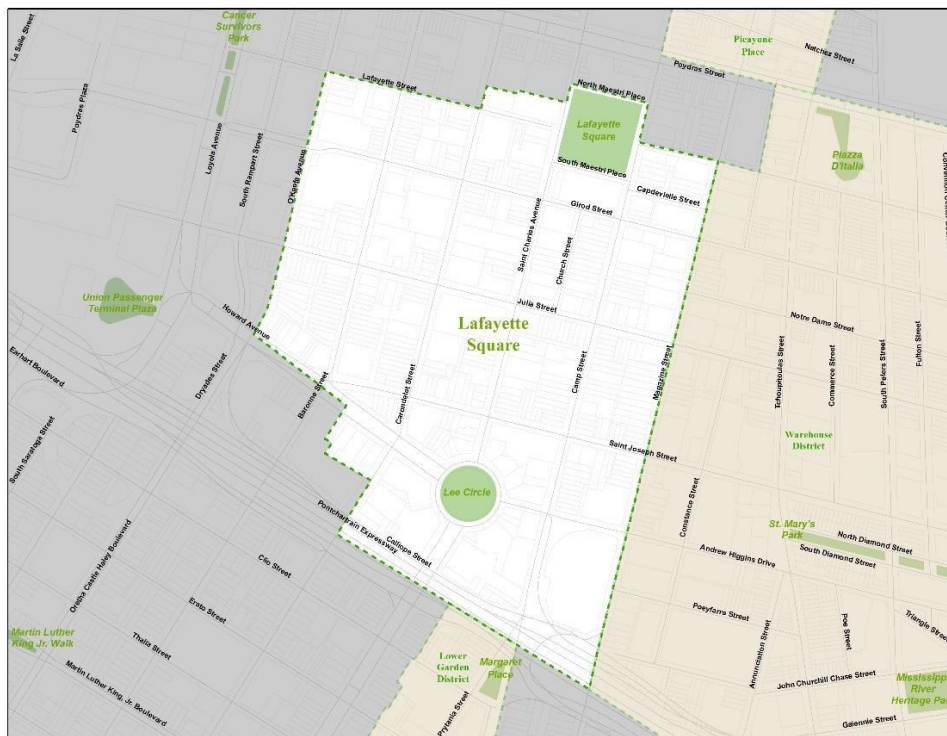 La Salle Street
Cancer
Survivors
Park
Poydras Plaza
Loyola Avenue
South Rampart Street
O'Keefe Avenue
Lafayette Street
North Maestri Place
Poydras Street
Picayune
Place
Natchez Street
Lafayette
Square
South Maestri Place
Capdevielle Street
Piazza
D'italia
Girod Street
Saint Charles Avenue
Church Street
Union Passenger
Terminal Plaza
Howard Avenue
Julia Street
Lafayette
Square
Notre Dame Street
Earhart Boulevard
Dryades Street
Baronne Street
Carondolet Street
Camp Street
Magazine Street
Tchoupitoulas Street
Commerce Street
South Peters Street
Fulton Street
South Saratoga Street
Saint Joseph Street
Warehouse
District
Lee Circle
Constance Street
St. Mary's
Park
North Diamond Street
South Diamond Street
Pontchartrain Expressway
Calliope Street
Andrew Higgins Drive
Oretha Castle Haley Boulevard
Clio Street
Erato Street
Thalia Street
Poeyfarre Street
Poe Street
Triangle Street
Annunciation Street
Martin Luther
King Jr. Walk
Martin Luther King, Jr. Boulevard
Lower
Garden
District
Margaret
Place
Prytania Street
John Churchill Chase Street
Mississippi
River
Heritage Park
Gaiennie Street